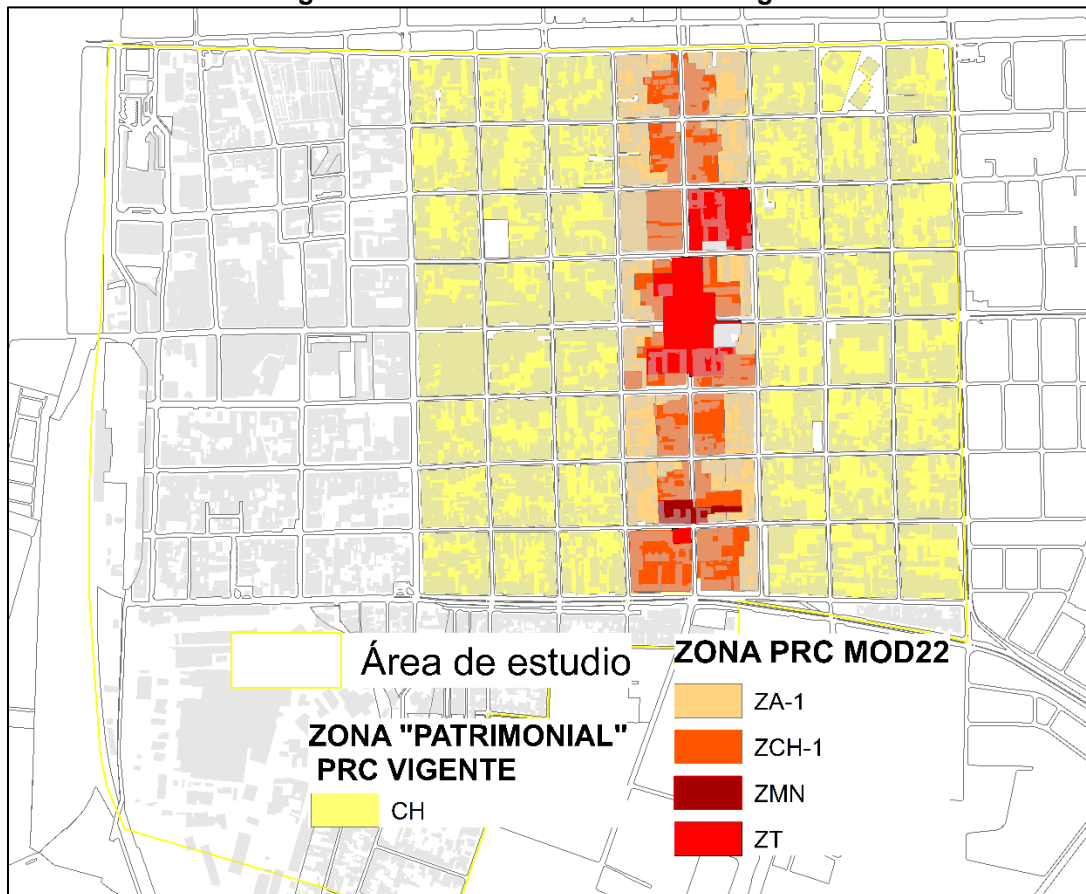 Área de estudio
ZONA "PATRIMONIAL"
PRC VIGENTE
CH
ZONA PRC MOD22
ZA-1
ZCH-1
ZMN
ZT